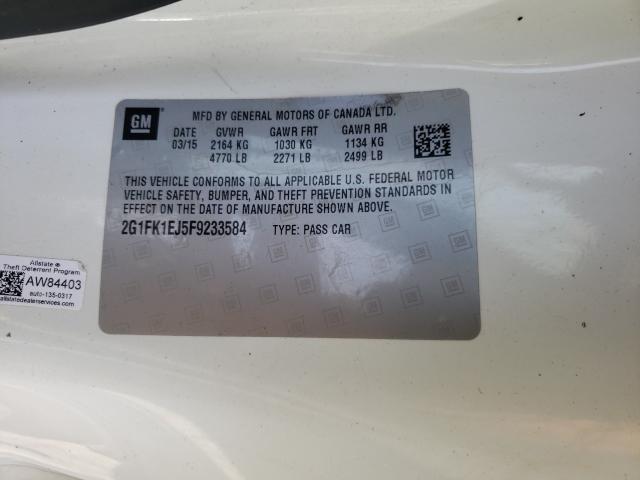 GM
MFD BY GENERAL MOTORS OF CANADA LTD.
DATE GVWR GAWR FRT GAWR RR
03/15 2164 KG 1030 KG 1134 KG
4770 LB 2271 LB 2499 LB
THIS VEHICLE CONFORMS TO ALL APPLICABLE U.S. FEDERAL MOTOR
VEHICLE SAFETY, BUMPER, AND THEFT PREVENTION STANDARDS IN
EFFECT ON THE DATE OF MANUFACTURE SHOWN ABOVE.
2G1FK1EJ5F9233584 TYPE: PASS CAR
Allstate ®
Theft Deterrent Program
AW84403
auto-135-0317
allstatedealerservices.com